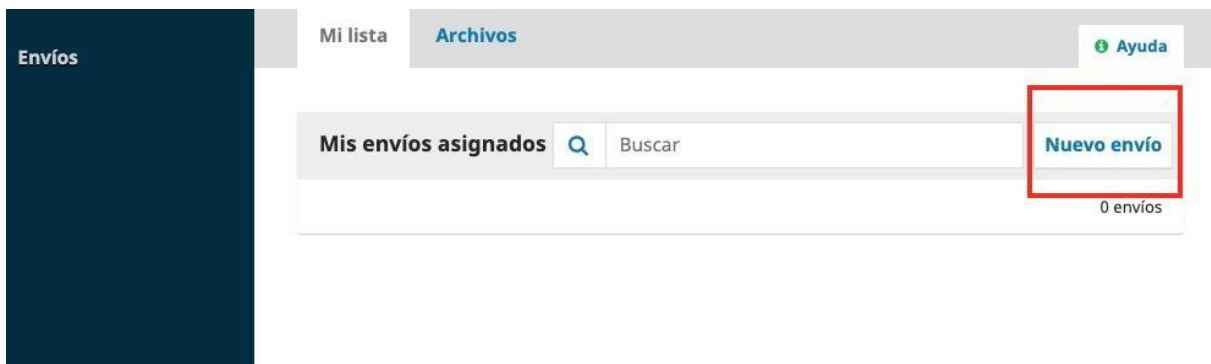 Envíos
Mi lista
Archivos
Ayuda
Mis envíos asignados
Buscar
Nuevo envío
0 envíos